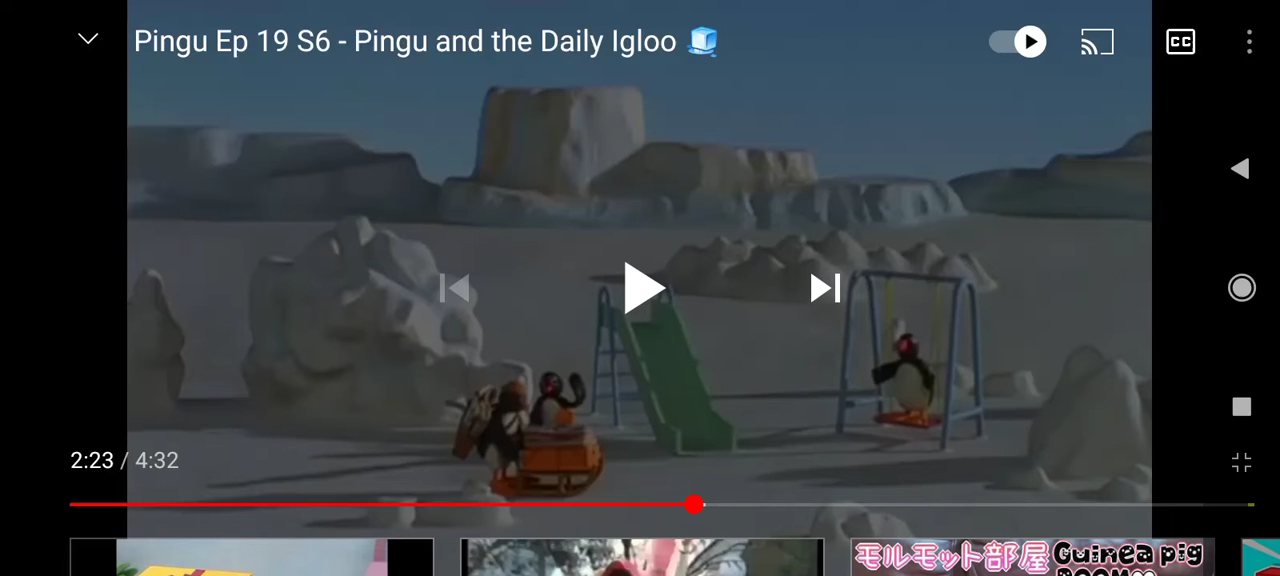 Pingu Ep 19 S6 - Pingu and the Daily Igloo
CC
2:23 / 4:32
モルモット部屋 Guinea pig
ROOM